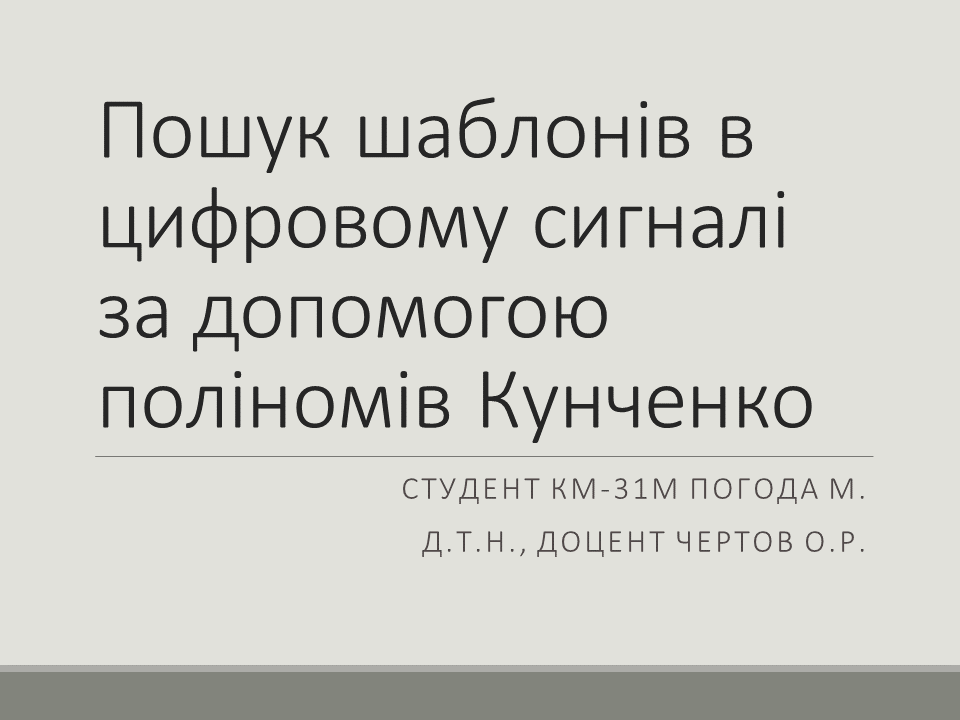 Пошук шаблонів в
цифровому сигналі
за допомогою
поліномів Кунченко
СТУДЕНТ КМ-31М ПОГОДА М.
Д.Т.Н., ДОЦЕНТ ЧЕРТОВ О.Р.